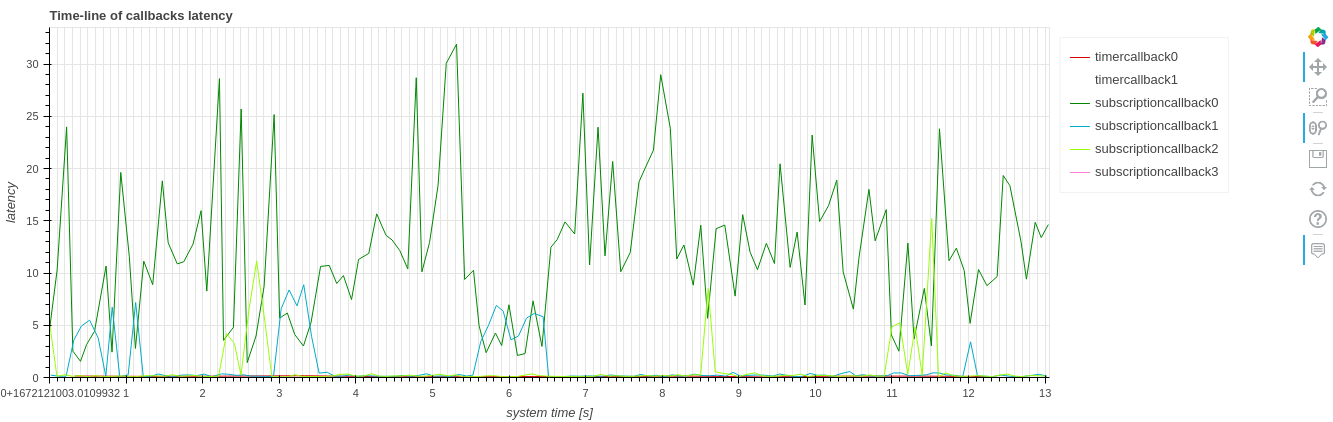 Time-line of callbacks latency
latency
30
25
20
15
10
5
0
0+1672121003.0109932 1 2 3 4 5 6 7 8 9 10 11 12 13
system time [s]
timercallback0
timercallback1
subscriptioncallback0
subscriptioncallback1
subscriptioncallback2
subscriptioncallback3